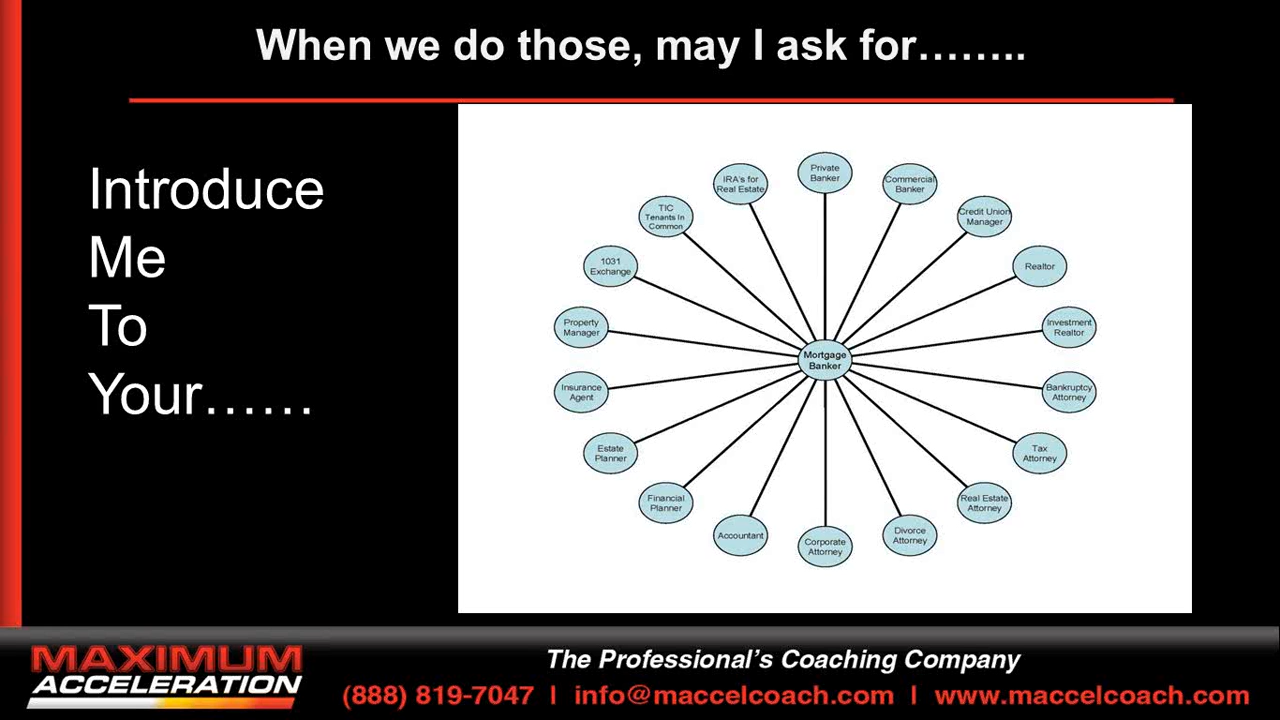 When we do those, may I ask for……..
Introduce
Me
To
Your……
Private
Banker
Commercial
Banker
Credit Union
Manager
Realtor
Investment
Realtor
Bankruptcy
Attorney
Tax
Attorney
Real Estate
Attorney
Divorce
Attorney
Corporate
Attorney
Accountant
Financial
Planner
Estate
Planner
Insurance
Agent
Property
Manager
1031
Exchange
TIC
Tenants In
Common
IRA's for
Real Estate
Mortgage
Banker
MAXIMUM
ACCELERATION
The Professional's Coaching Company
(888) 819-7047 | info@maccelcoach.com | www.maccelcoach.com